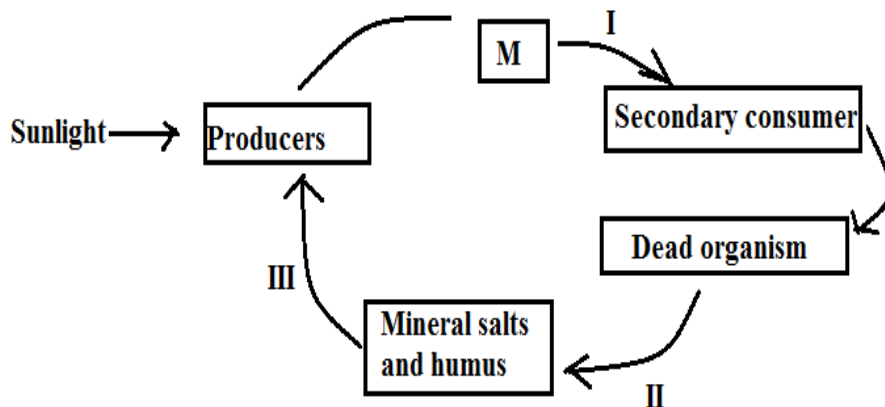 I
M
Sunlight
Producers
Secondary consumer
Dead organism
III
Mineral salts
and humus
II